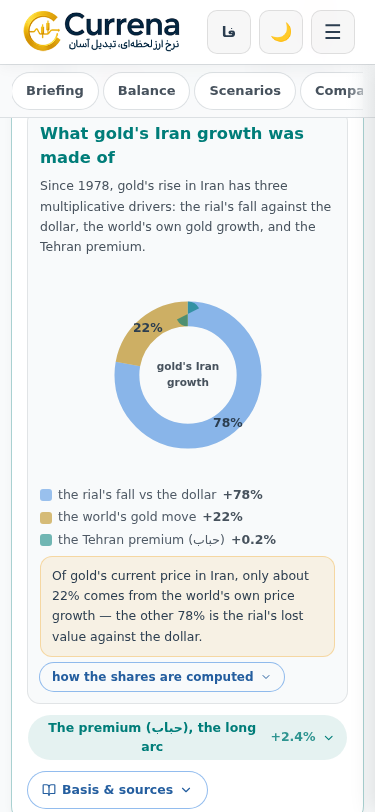 Currena
نرخ ارز لحظه‌ای، تبدیل آسان
فا
Briefing
Balance
Scenarios
Compa
What gold's Iran growth was
made of
Since 1978, gold's rise in Iran has three
multiplicative drivers: the rial's fall against the
dollar, the world's own gold growth, and the
Tehran premium.
22%
gold's Iran
growth
78%
the rial's fall vs the dollar +78%
the world's gold move +22%
the Tehran premium (حباب) +0.2%
Of gold's current price in Iran, only about
22% comes from the world's own price
growth — the other 78% is the rial's lost
value against the dollar.
how the shares are computed
The premium (حباب), the long
arc
+2.4%
Basis & sources